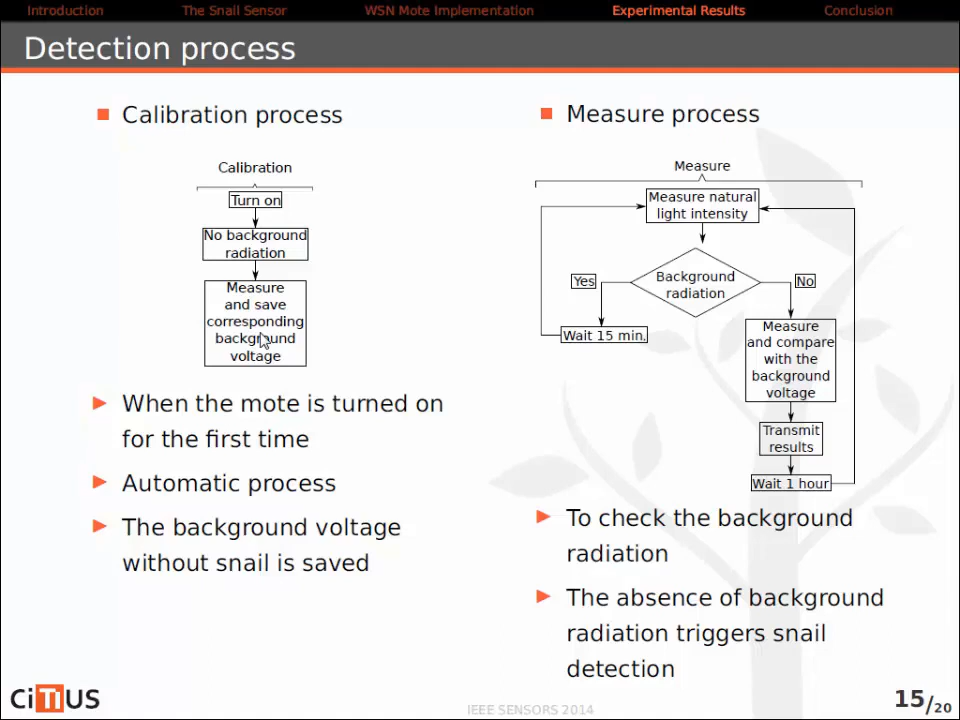 Introduction The Snail Sensor WSN Mote Implementation Experimental Results Conclusion
Detection process
Calibration process
Calibration
Turn on
No background
radiation
Measure
and save
corresponding
background
voltage
When the mote is turned on
for the first time
Automatic process
The background voltage
without snail is saved
Measure process
Measure
Measure natural
light intensity
Background
radiation
Yes
Wait 15 min.
No
Measure
and compare
with the
background
voltage
Transmit
results
Wait 1 hour
To check the background
radiation
The absence of background
radiation triggers snail
detection
CiTIUS
IEEE SENSORS 2014
15/20